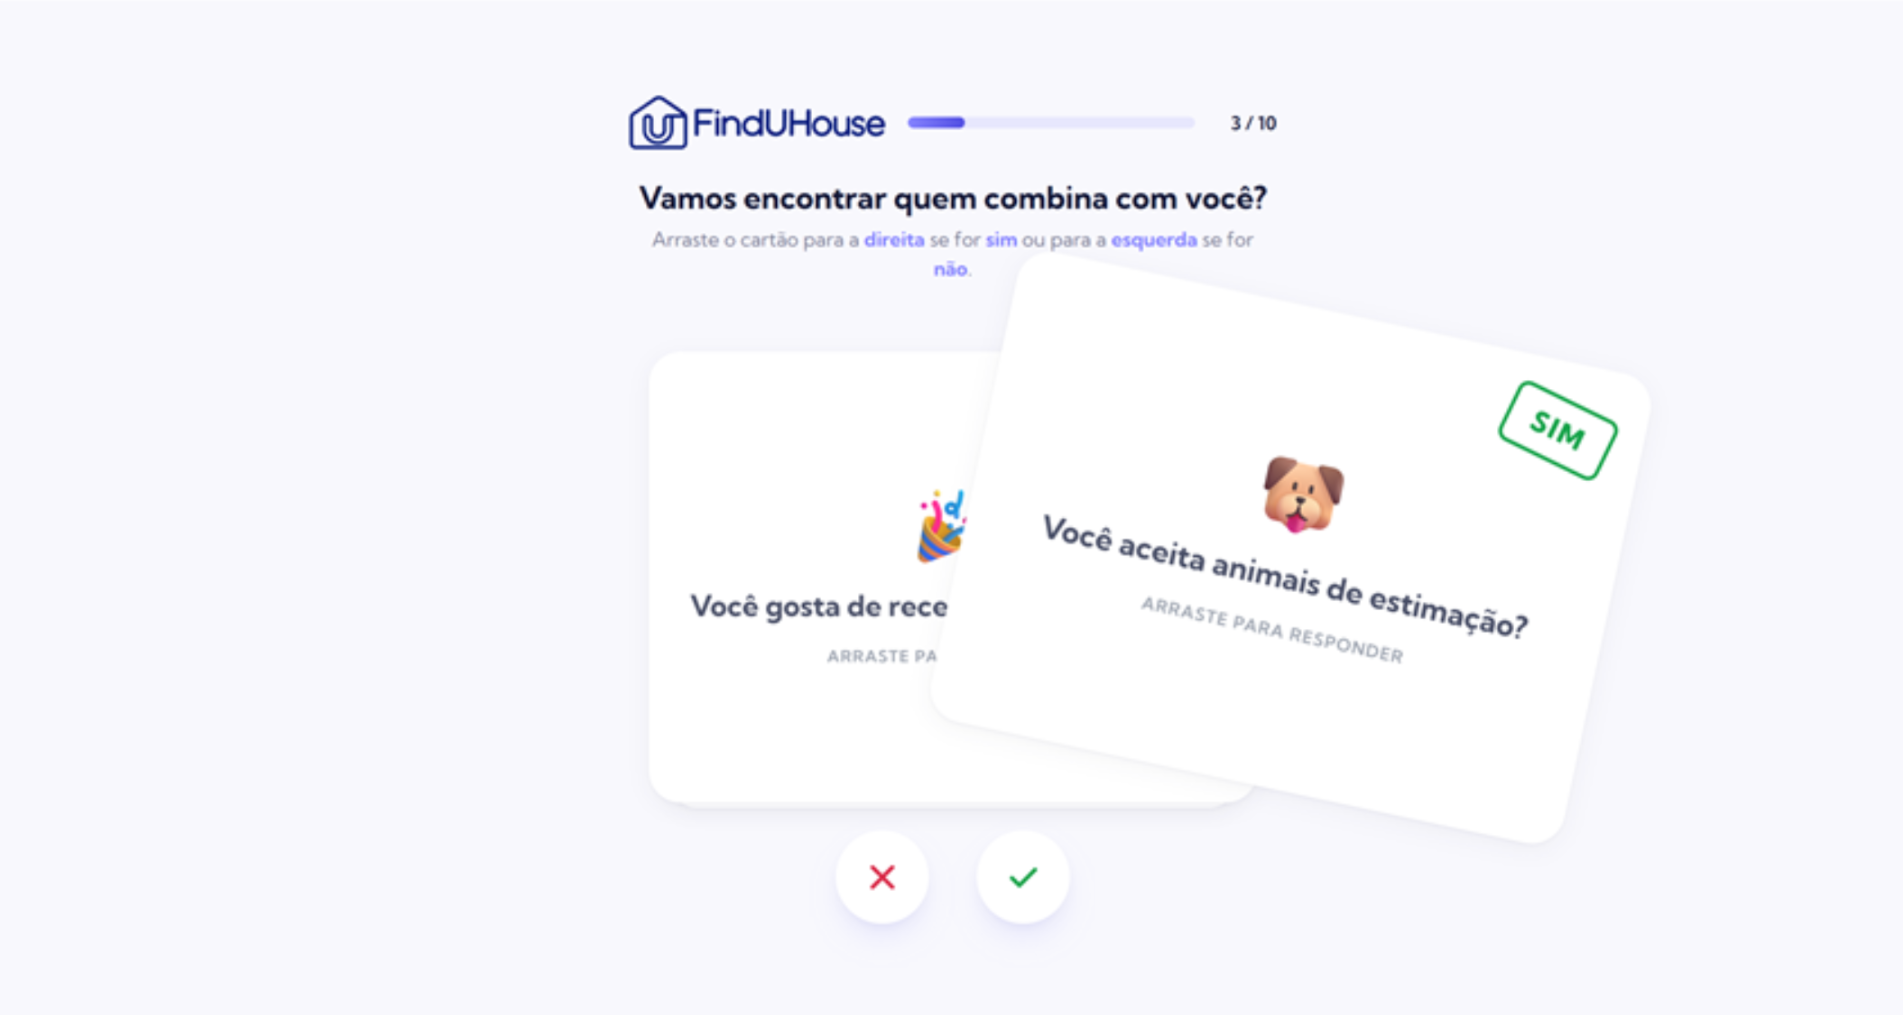 FindUHouse
3 / 10
Vamos encontrar quem combina com você?
Arraste o cartão para a direita se for sim ou para a esquerda se for
não.
SIM
Você aceita animais de estimação?
ARRASTE PARA RESPONDER
Você gosta de rece
ARRASTE PA